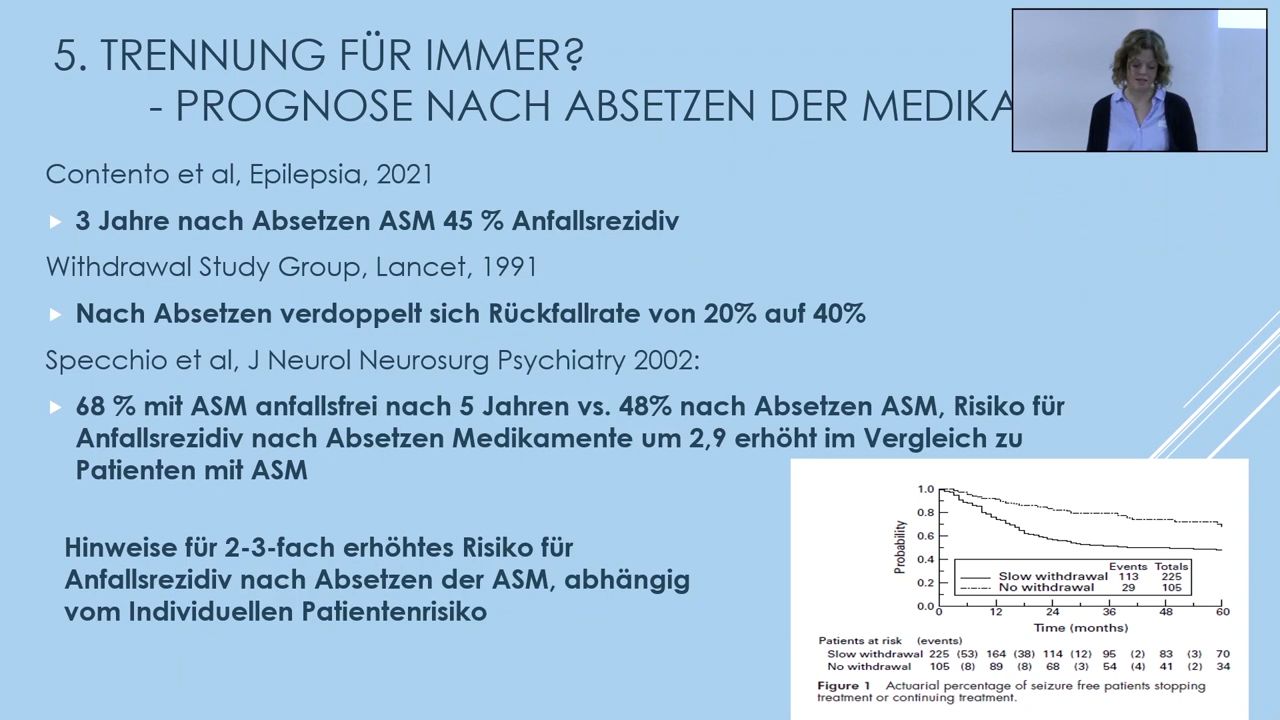 5. TRENNUNG FÜR IMMER?
- PROGNOSE NACH ABSETZEN DER MEDIKA
Contento et al, Epilepsia, 2021
3 Jahre nach Absetzen ASM 45 % Anfallsrezidiv
Withdrawal Study Group, Lancet, 1991
Nach Absetzen verdoppelt sich Rückfallrate von 20% auf 40%
Specchio et al, J Neurol Neurosurg Psychiatry 2002:
68 % mit ASM anfallsfrei nach 5 Jahren vs. 48% nach Absetzen ASM, Risiko für
Anfallsrezidiv nach Absetzen Medikamente um 2,9 erhöht im Vergleich zu
Patienten mit ASM
Hinweise für 2-3-fach erhöhtes Risiko für
Anfallsrezidiv nach Absetzen der ASM, abhängig
vom Individuellen Patientenrisiko
Probability
1.0
0.8
0.6
0.4
0.2
0.0
Events Totals
Slow withdrawal 113 225
No withdrawal 29 105
0 12 24 36 48 60
Time (months)
Patients at risk (events)
Slow withdrawal 225 (53) 164 (38) 114 (12) 95 (2) 83 (3) 70
No withdrawal 105 (8) 89 (8) 68 (3) 54 (4) 41 (2) 34
Figure 1 Actuarial percentage of seizure free patients stopping
treatment or continuing treatment.